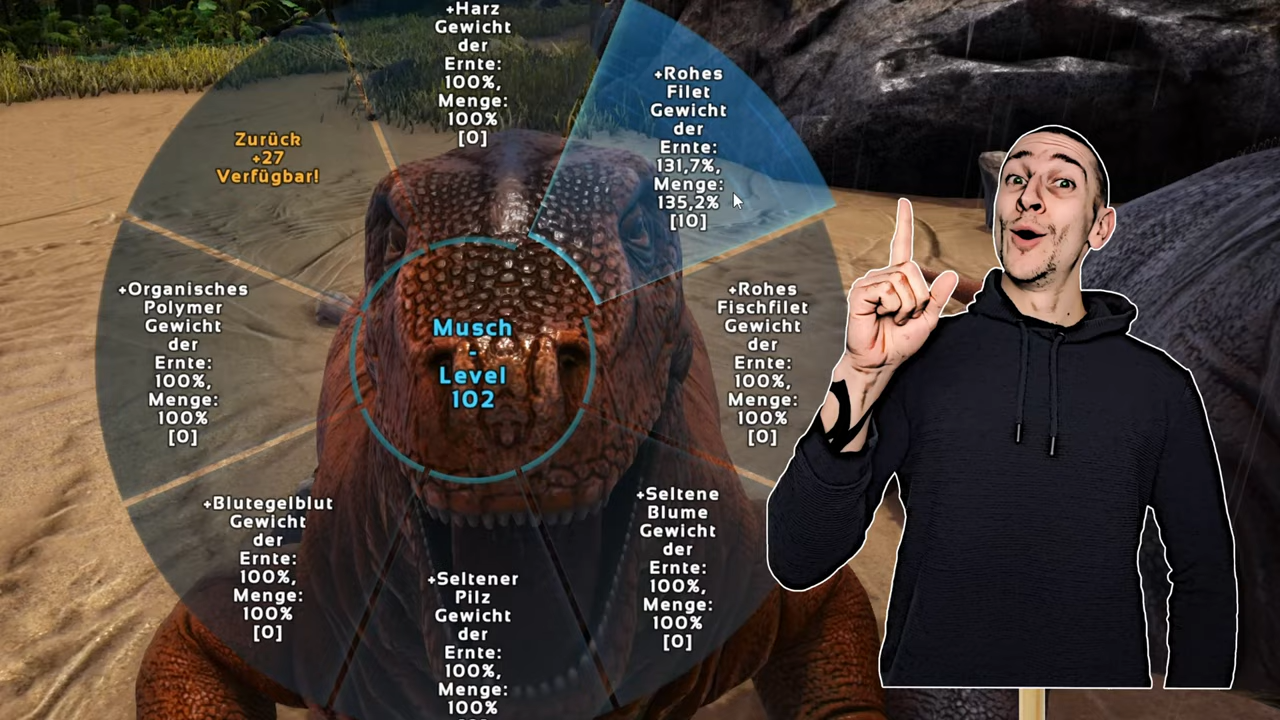 +Harz
Gewicht
der
Ernte:
100%,
Menge:
100%
[0]
+Rohes
Filet
Gewicht
der
Ernte:
131,7%,
Menge:
135,2%
[10]
Zurück
+27
Verfügbar!
+Organisches
Polymer
Gewicht
der
Ernte:
100%,
Menge:
100%
[0]
+Rohes
Fischfilet
Gewicht
der
Ernte:
100%,
Menge:
100%
[0]
Musch
-
Level
102
+Blutegelblut
Gewicht
der
Ernte:
100%,
Menge:
100%
[0]
+Seltene
Blume
Gewicht
der
Ernte:
100%,
Menge:
100%
[0]
+Seltener
Pilz
Gewicht
der
Ernte:
100%,
Menge:
100%